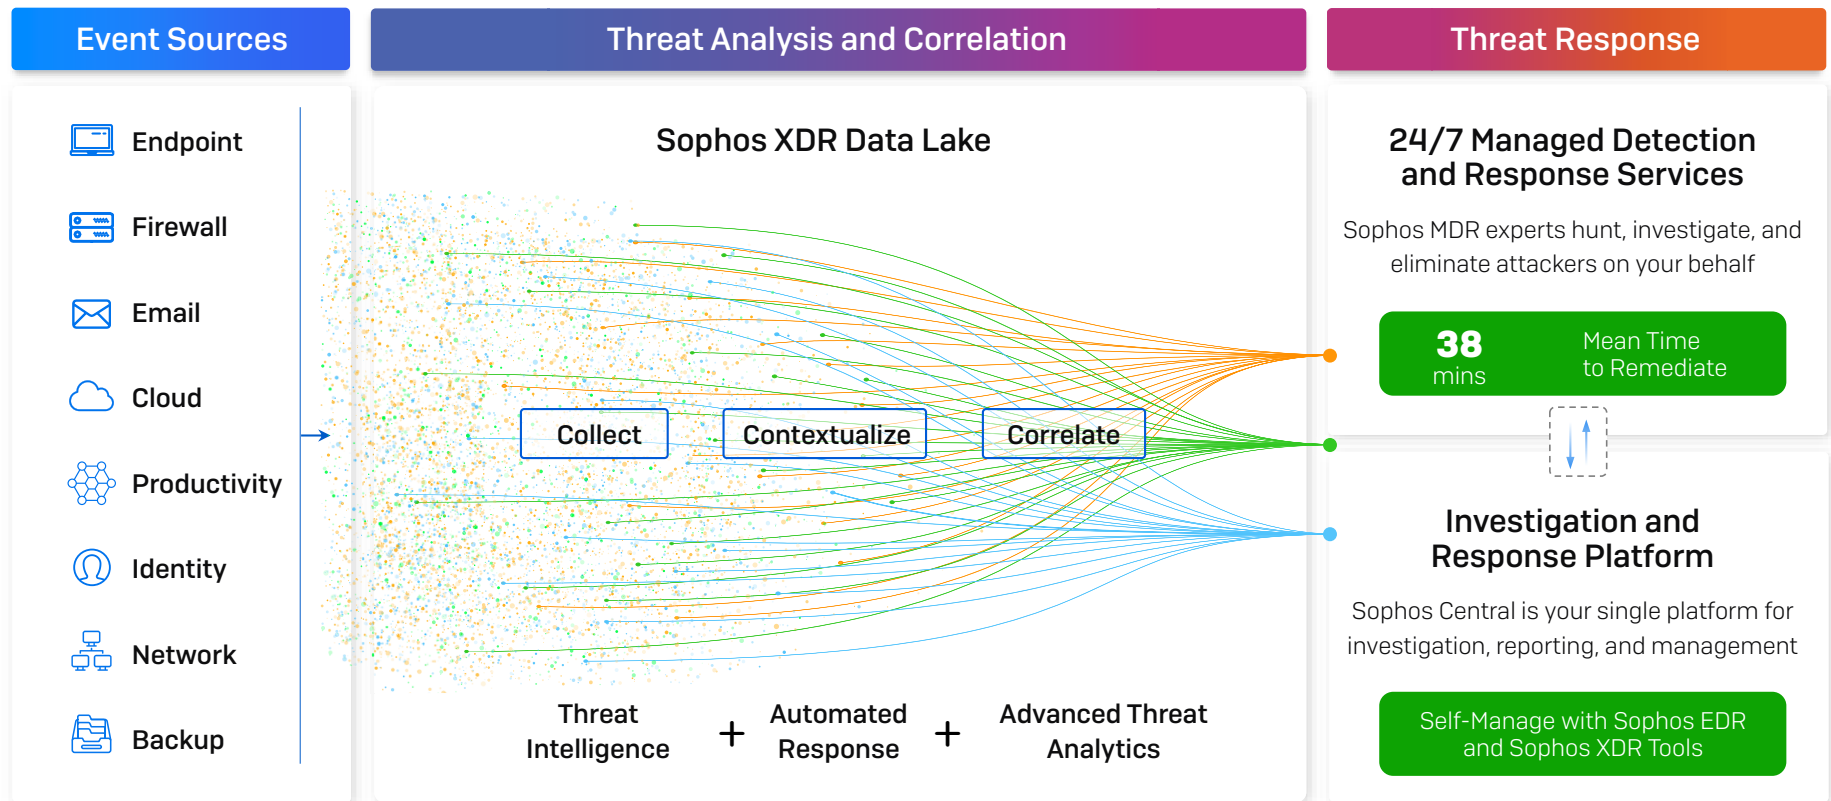 Event Sources
Threat Analysis and Correlation
Threat Response
Endpoint
Firewall
Email
Cloud
Productivity
Identity
Network
Backup
Sophos XDR Data Lake
Collect
Contextualize
Correlate
Threat
Intelligence
+
Automated
Response
+
Advanced Threat
Analytics
24/7 Managed Detection
and Response Services
Sophos MDR experts hunt, investigate, and
eliminate attackers on your behalf
38
mins
Mean Time
to Remediate
Investigation and
Response Platform
Sophos Central is your single platform for
investigation, reporting, and management
Self-Manage with Sophos EDR
and Sophos XDR Tools